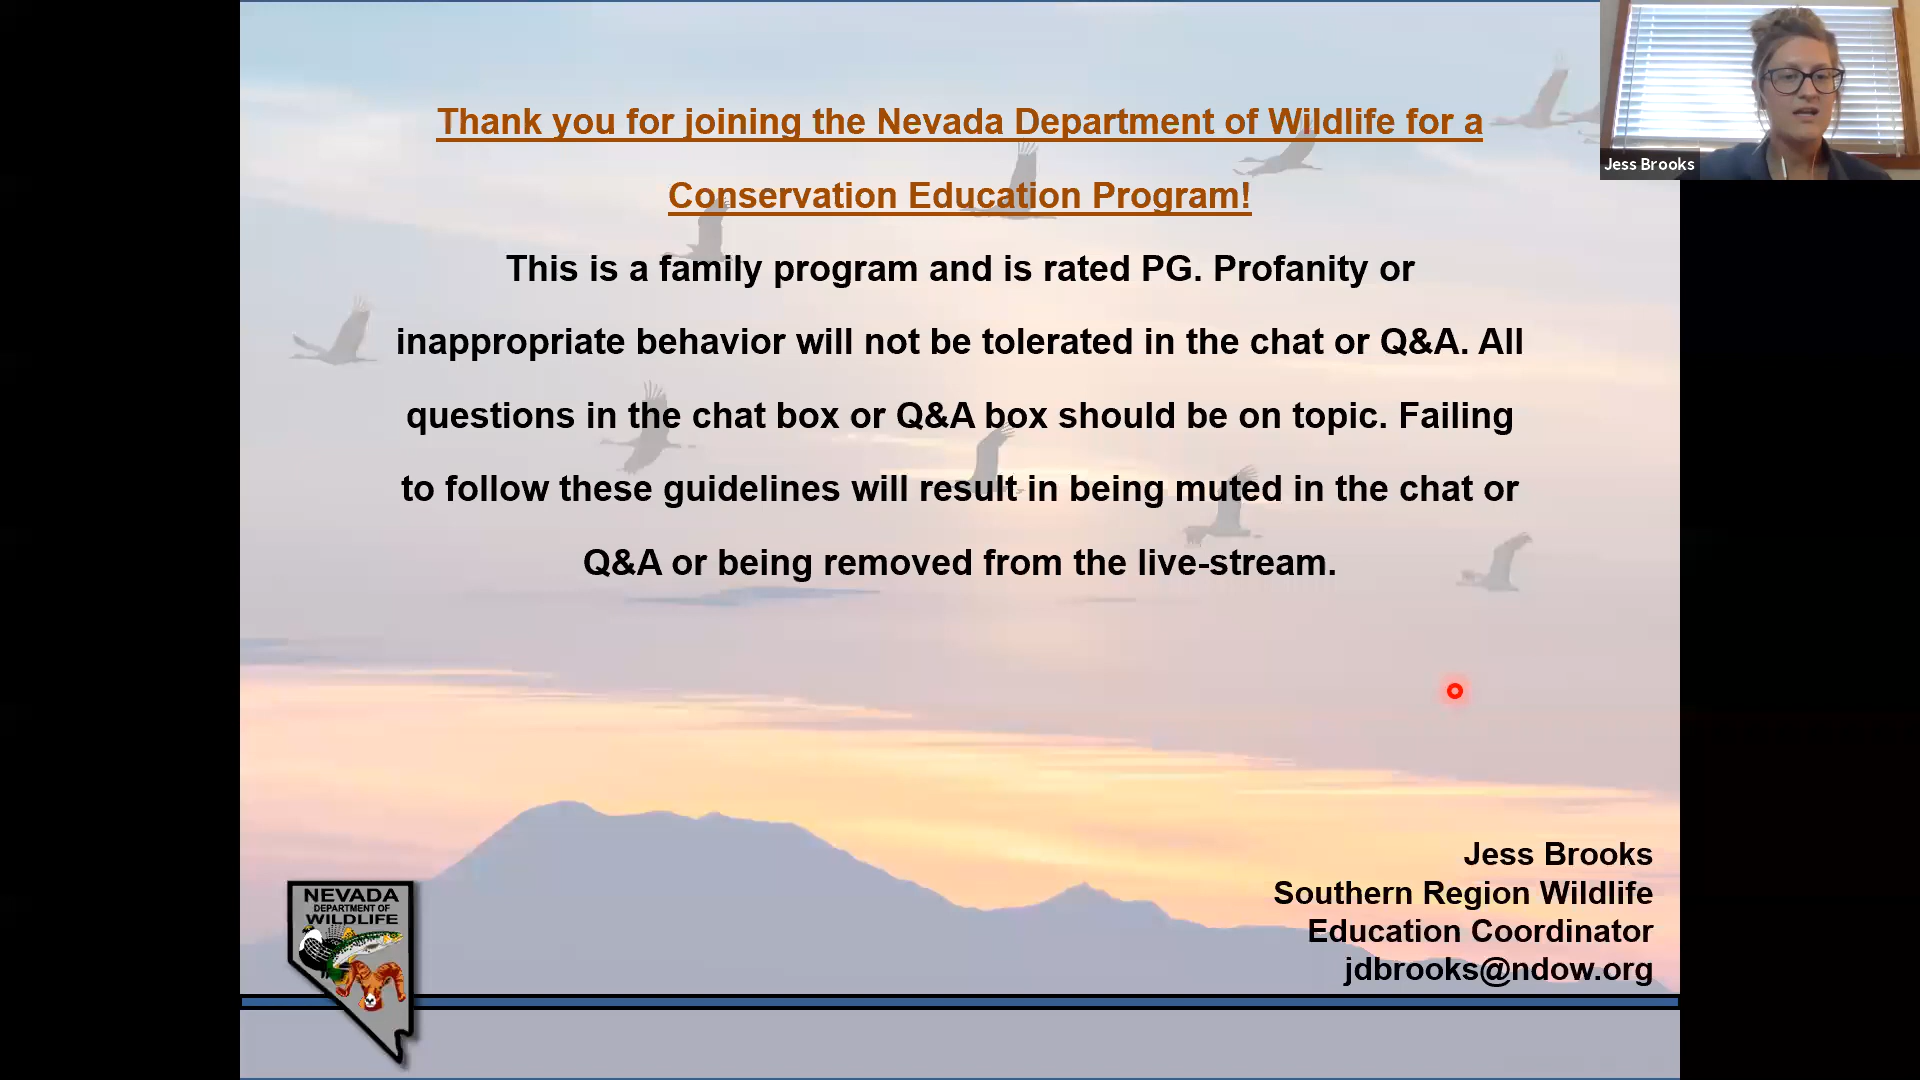 Thank you for joining the Nevada Department of Wildlife for a
Conservation Education Program!
This is a family program and is rated PG. Profanity or
inappropriate behavior will not be tolerated in the chat or Q&A. All
questions in the chat box or Q&A box should be on topic. Failing
to follow these guidelines will result in being muted in the chat or
Q&A or being removed from the live-stream.
Jess Brooks
Jess Brooks
Southern Region Wildlife
Education Coordinator
jdbrooks@ndow.org
NEVADA
DEPARTMENT OF
WILDLIFE